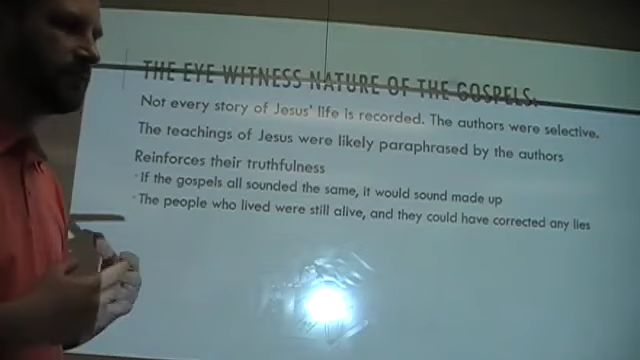 THE EYE WITNESS NATURE OF THE GOSPELS.
Not every story of Jesus' life is recorded. The authors were selective.
The teachings of Jesus were likely paraphrased by the authors
Reinforces their truthfulness
•If the gospels all sounded the same, it would sound made up
•The people who lived were still alive, and they could have corrected any lies